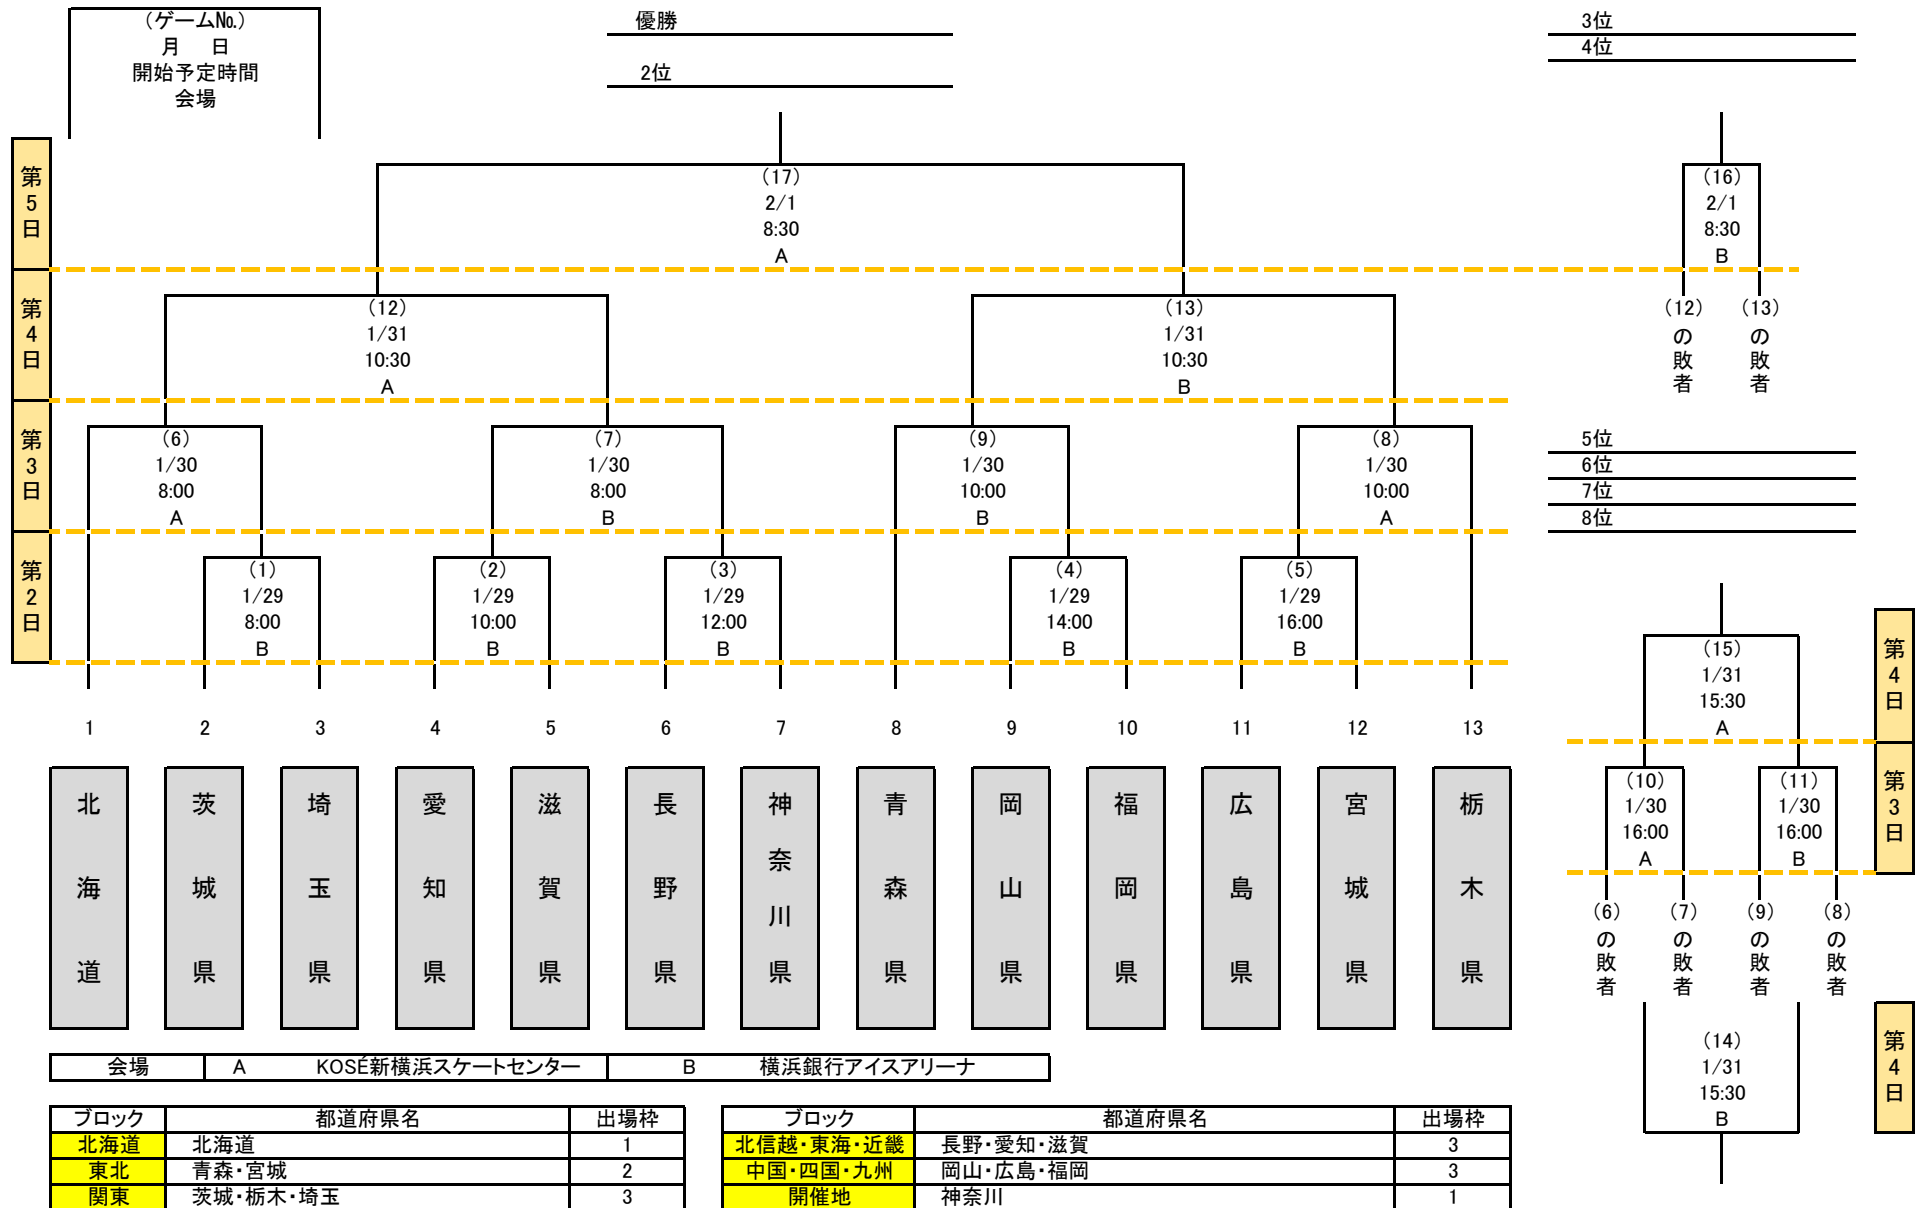 （ゲームNo.）
月　日
開始予定時間
会場
優勝
2位
3位
4位
第5日
(17)
2/1
8:30
A
(16)
2/1
8:30
B
第4日
(12)
1/31
10:30
A
(13)
1/31
10:30
B
(12)の敗者
(13)の敗者
第3日
(6)
1/30
8:00
A
(7)
1/30
8:00
B
(9)
1/30
10:00
B
(8)
1/30
10:00
A
5位
6位
7位
8位
第2日
(1)
1/29
8:00
B
(2)
1/29
10:00
B
(3)
1/29
12:00
B
(4)
1/29
14:00
B
(5)
1/29
16:00
B
1 2 3 4 5 6 7 8 9 10 11 12 13
北海道
茨城県
埼玉県
愛知県
滋賀県
長野県
神奈川県
青森県
岡山県
福岡県
広島県
宮城県
栃木県
(15)
1/31
15:30
A
第4日
(10)
1/30
16:00
A
(11)
1/30
16:00
B
第3日
(6)の敗者
(7)の敗者
(9)の敗者
(8)の敗者
(14)
1/31
15:30
B
第4日
会場 A KOSÉ新横浜スケートセンター B 横浜銀行アイスアリーナ
ブロック 都道府県名 出場枠
北海道 北海道 1
東北 青森・宮城 2
関東 茨城・栃木・埼玉 3
ブロック 都道府県名 出場枠
北信越・東海・近畿 長野・愛知・滋賀 3
中国・四国・九州 岡山・広島・福岡 3
開催地 神奈川 1